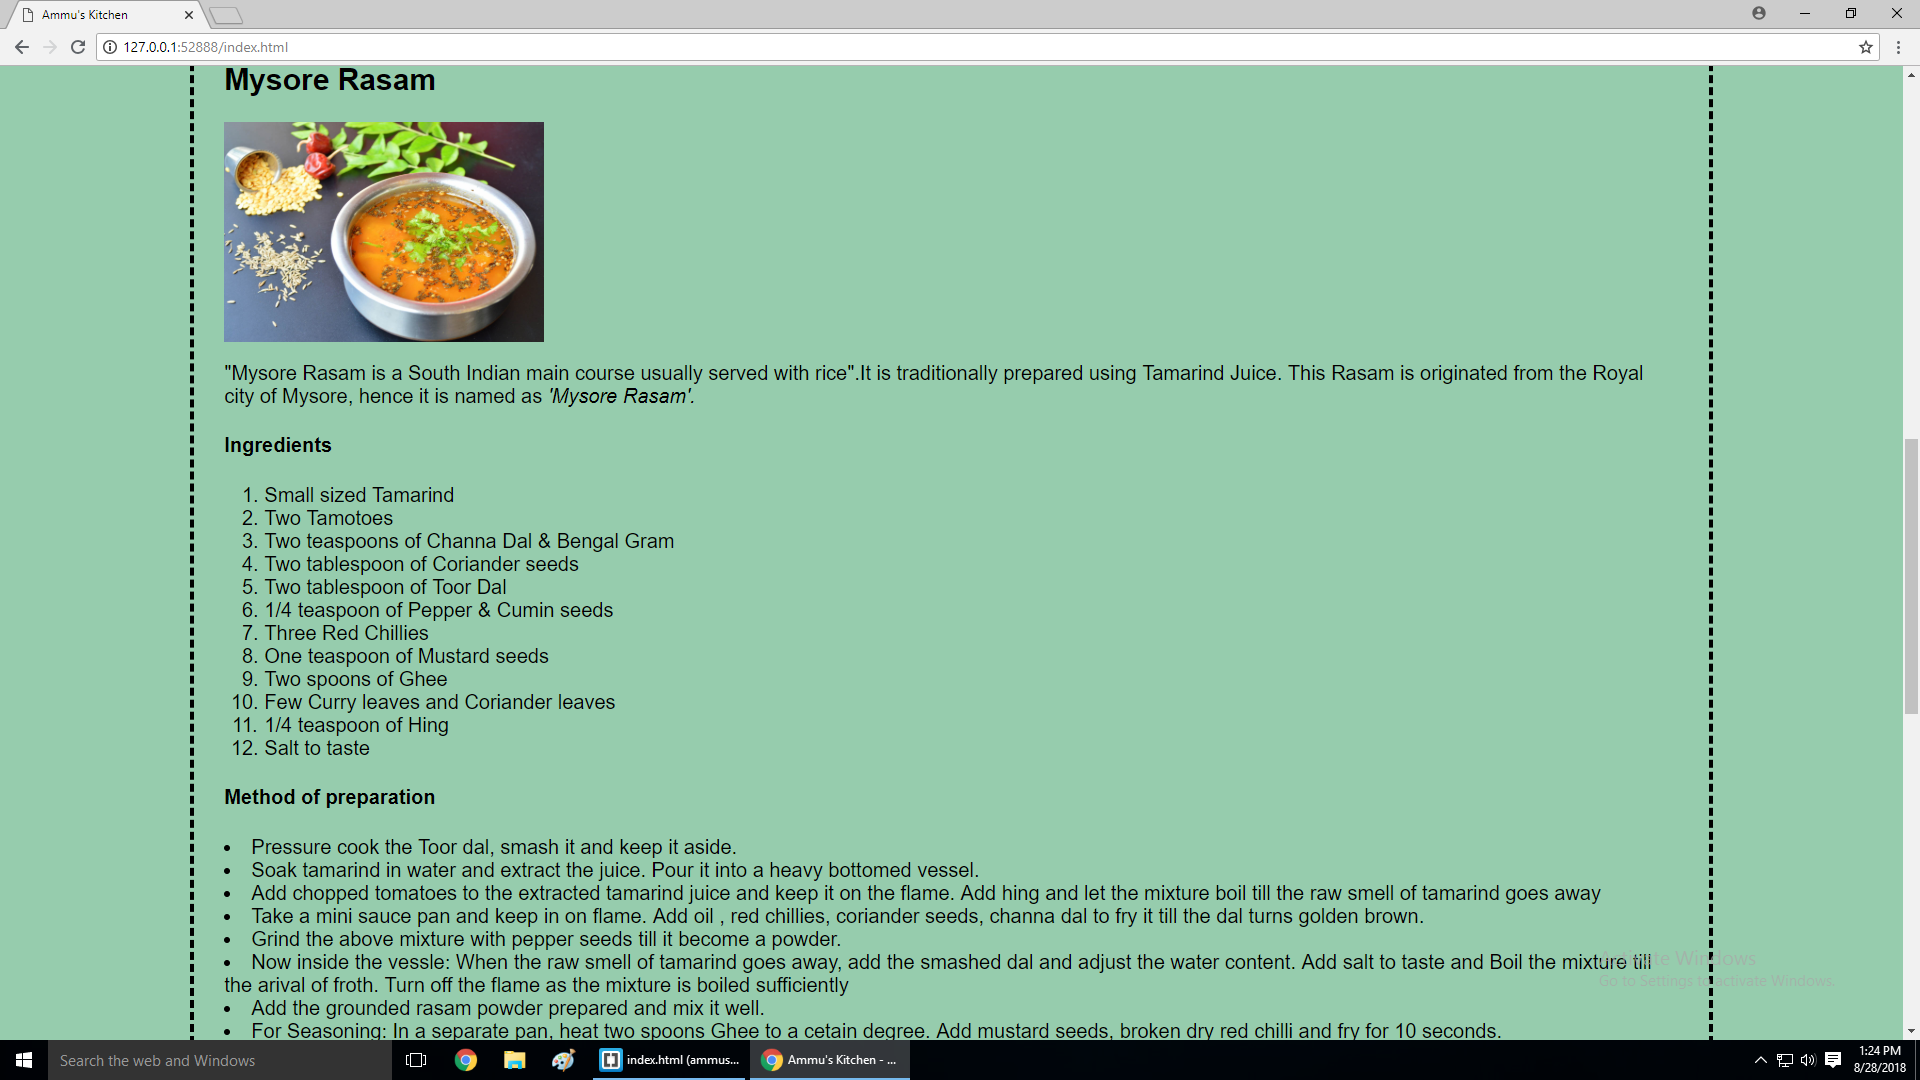 Ammu's Kitchen
127.0.0.1:52888/index.html
Mysore Rasam
"Mysore Rasam is a South Indian main course usually served with rice".It is traditionally prepared using Tamarind Juice. This Rasam is originated from the Royal
city of Mysore, hence it is named as 'Mysore Rasam'.
Ingredients
1. Small sized Tamarind
2. Two Tamotoes
3. Two teaspoons of Channa Dal & Bengal Gram
4. Two tablespoon of Coriander seeds
5. Two tablespoon of Toor Dal
6. 1/4 teaspoon of Pepper & Cumin seeds
7. Three Red Chillies
8. One teaspoon of Mustard seeds
9. Two spoons of Ghee
10. Few Curry leaves and Coriander leaves
11. 1/4 teaspoon of Hing
12. Salt to taste
Method of preparation
• Pressure cook the Toor dal, smash it and keep it aside.
• Soak tamarind in water and extract the juice. Pour it into a heavy bottomed vessel.
• Add chopped tomatoes to the extracted tamarind juice and keep it on the flame. Add hing and let the mixture boil till the raw smell of tamarind goes away
• Take a mini sauce pan and keep in on flame. Add oil , red chillies, coriander seeds, channa dal to fry it till the dal turns golden brown.
• Grind the above mixture with pepper seeds till it become a powder.
• Now inside the vessle: When the raw smell of tamarind goes away, add the smashed dal and adjust the water content. Add salt to taste and Boil the mixture till
the arival of froth. Turn off the flame as the mixture is boiled sufficiently
• Add the grounded rasam powder prepared and mix it well.
• For Seasoning: In a separate pan, heat two spoons Ghee to a cetain degree. Add mustard seeds, broken dry red chilli and fry for 10 seconds.
Activate Windows
Go to Settings to activate Windows.
Search the web and Windows
index.html (ammus...
Ammu's Kitchen - ...
1:24 PM
8/28/2018